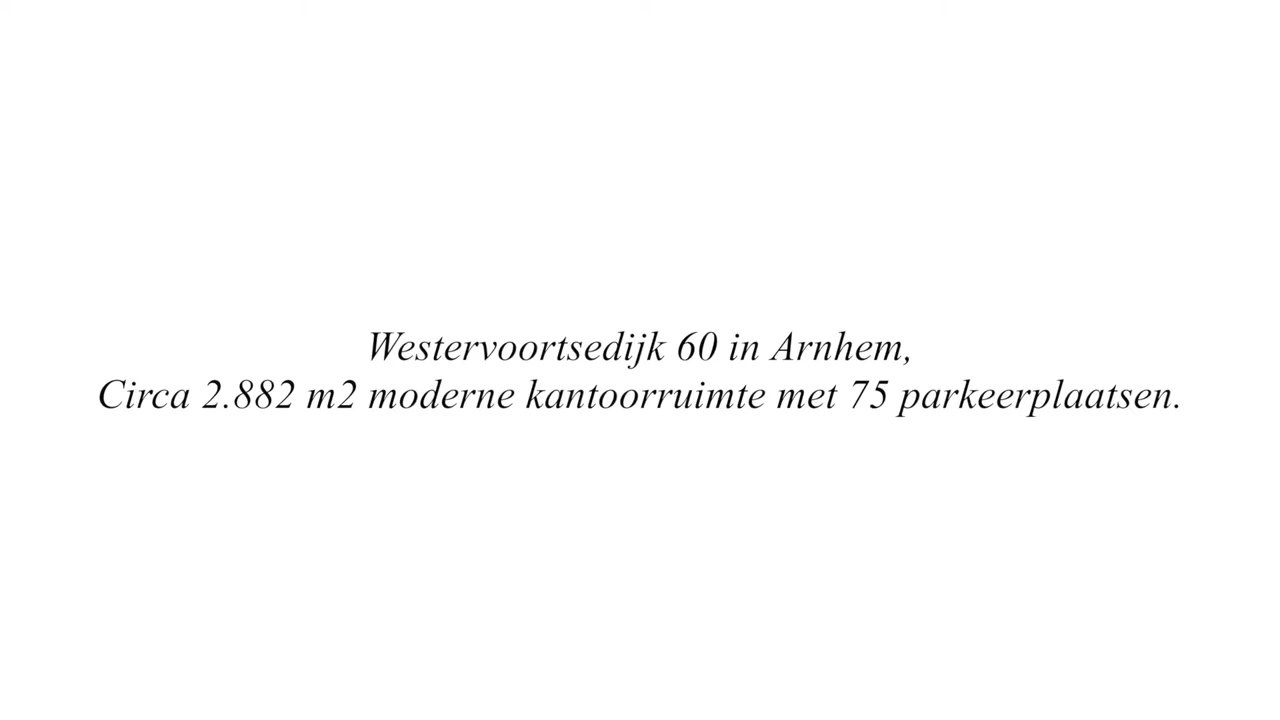 Westervoortsedijk 60 in Arnhem,
Circa 2.882 m2 moderne kantoorruimte met 75 parkeerplaatsen.